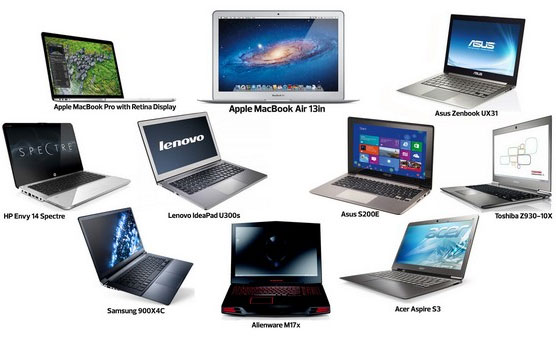 Apple MacBook Pro with Retina Display
Apple MacBook Air 13in
ASUS
Asus Zenbook UX31
SPECTRE
HP Envy 14 Spectre
lenovo
Lenovo IdeaPad U300s
Asus S200E
Toshiba Z930-10X
Samsung 900X4C
Alienware M17x
acer
Acer Aspire S3